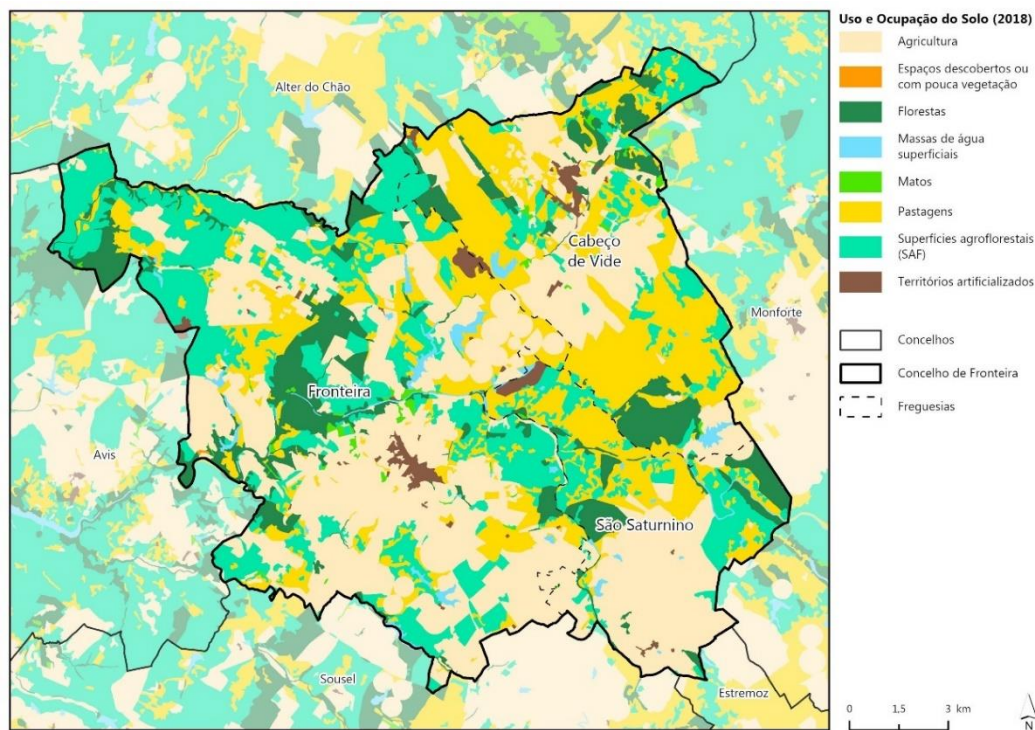 Uso e Ocupação do Solo (2018)
Agricultura
Espaços descobertos ou
com pouca vegetação
Florestas
Massas de água
superficiais
Matos
Pastagens
Superfícies agroflorestais
(SAF)
Territórios artificializados
Concelhos
Concelho de Fronteira
Freguesias
Alter do Chão
Cabeço
de Vide
Monforte
Fronteira
Avis
São Saturnino
Sousel
Estremoz
0 1,5 3 km
N